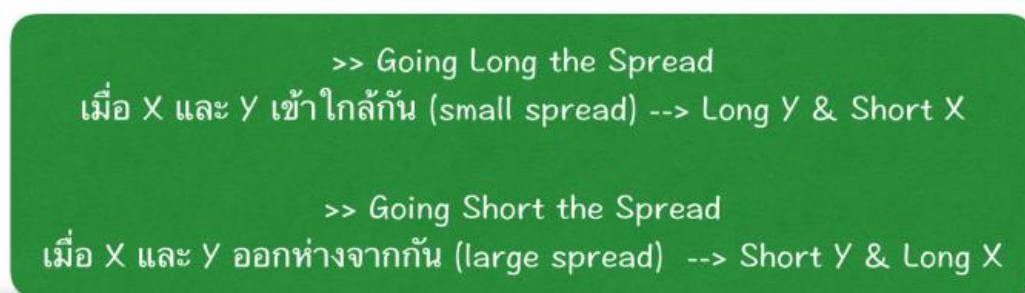 >> Going Long the Spread
เมื่อ X และ Y เข้าใกล้กัน (small spread) --> Long Y & Short X
>> Going Short the Spread
เมื่อ X และ Y ออกห่างจากกัน (large spread) --> Short Y & Long X